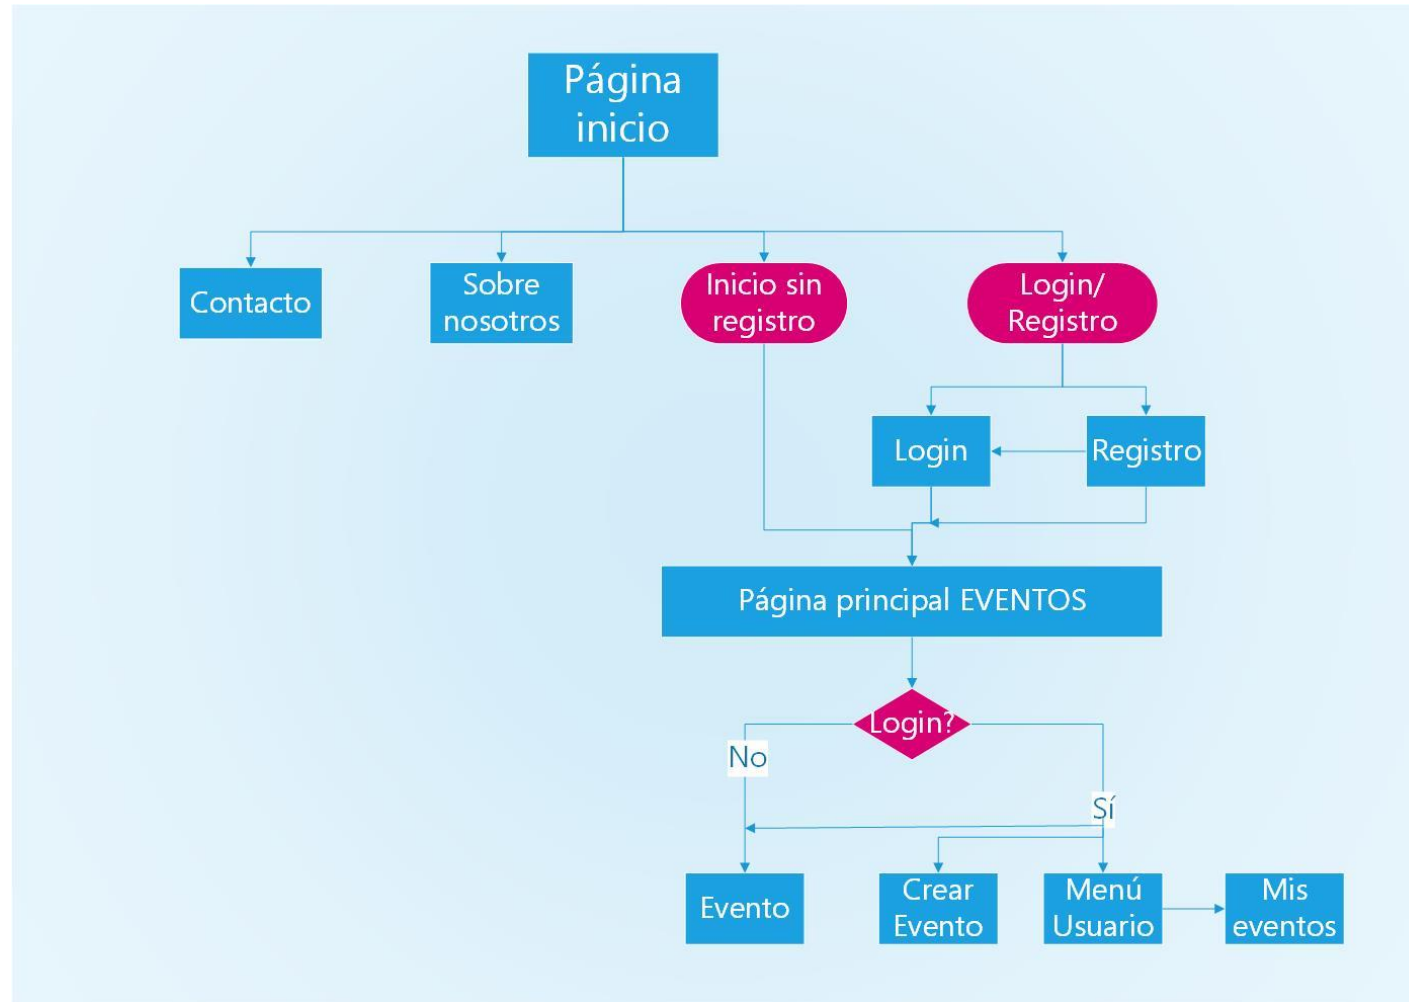 Página
inicio
Contacto
Sobre
nosotros
Inicio sin
registro
Login/
Registro
Login
Registro
Página principal EVENTOS
Login?
No
Sí
Evento
Crear
Evento
Menú
Usuario
Mis
eventos